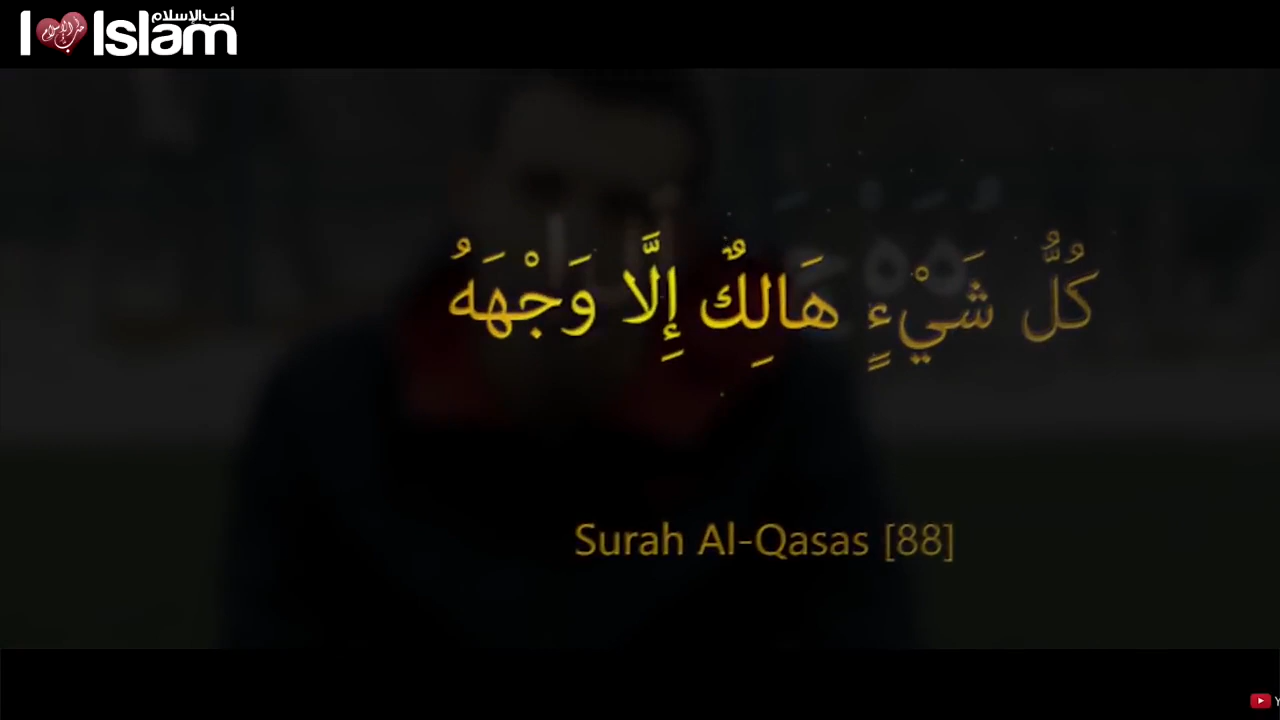 أحب الإسلام
I Islam
كُلُّ شَيْءٍ هَالِكٌ إِلَّا وَجْهَهُ
Surah Al-Qasas [88]